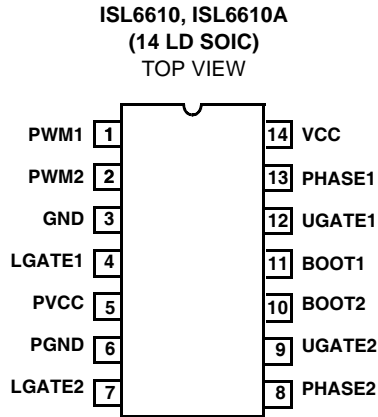 ISL6610, ISL6610A
(14 LD SOIC)
TOP VIEW
PWM1 1 14 VCC
PWM2 2 13 PHASE1
GND 3 12 UGATE1
LGATE1 4 11 BOOT1
PVCC 5 10 BOOT2
PGND 6 9 UGATE2
LGATE2 7 8 PHASE2